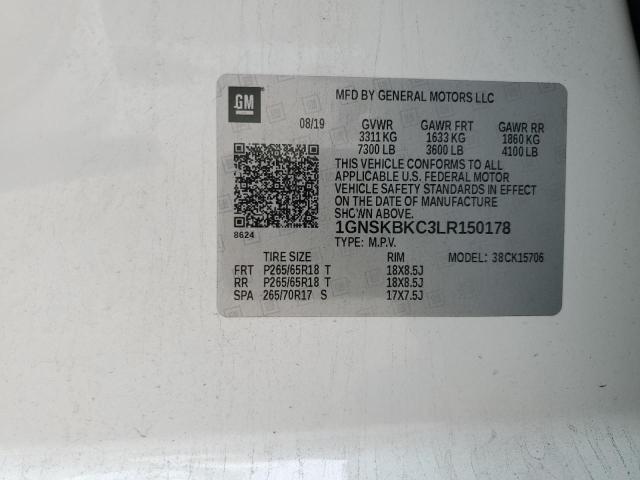 GM
MFD BY GENERAL MOTORS LLC
08/19 GVWR GAWR FRT GAWR RR
3311 KG 1633 KG 1860 KG
7300 LB 3600 LB 4100 LB
THIS VEHICLE CONFORMS TO ALL
APPLICABLE U.S. FEDERAL MOTOR
VEHICLE SAFETY STANDARDS IN EFFECT
ON THE DATE OF MANUFACTURE
SHOWN ABOVE.
8624
1GNSKBKC3LR150178
TYPE: M.P.V.
TIRE SIZE RIM MODEL: 38CK15706
FRT P265/65R18 T 18X8.5J
RR P265/65R18 T 18X8.5J
SPA 265/70R17 S 17X7.5J